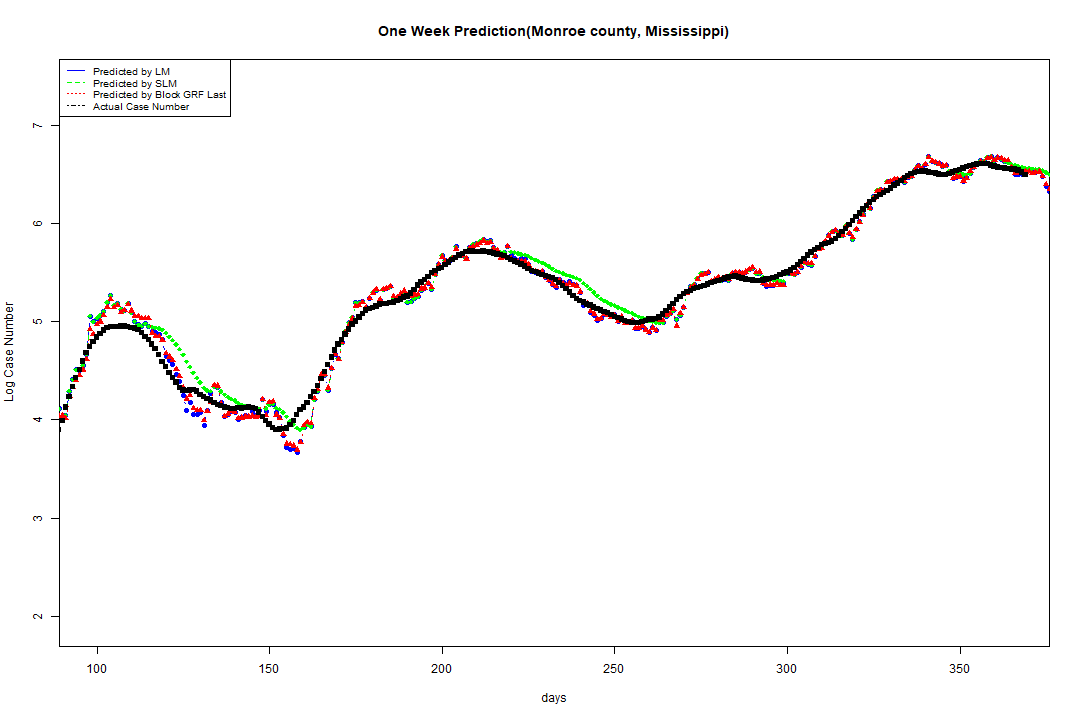 One Week Prediction(Monroe county, Mississippi)
Predicted by LM
Predicted by SLM
Predicted by Block GRF Last
Actual Case Number
7
6
5
4
3
2
Log Case Number
100 150 200 250 300 350
days